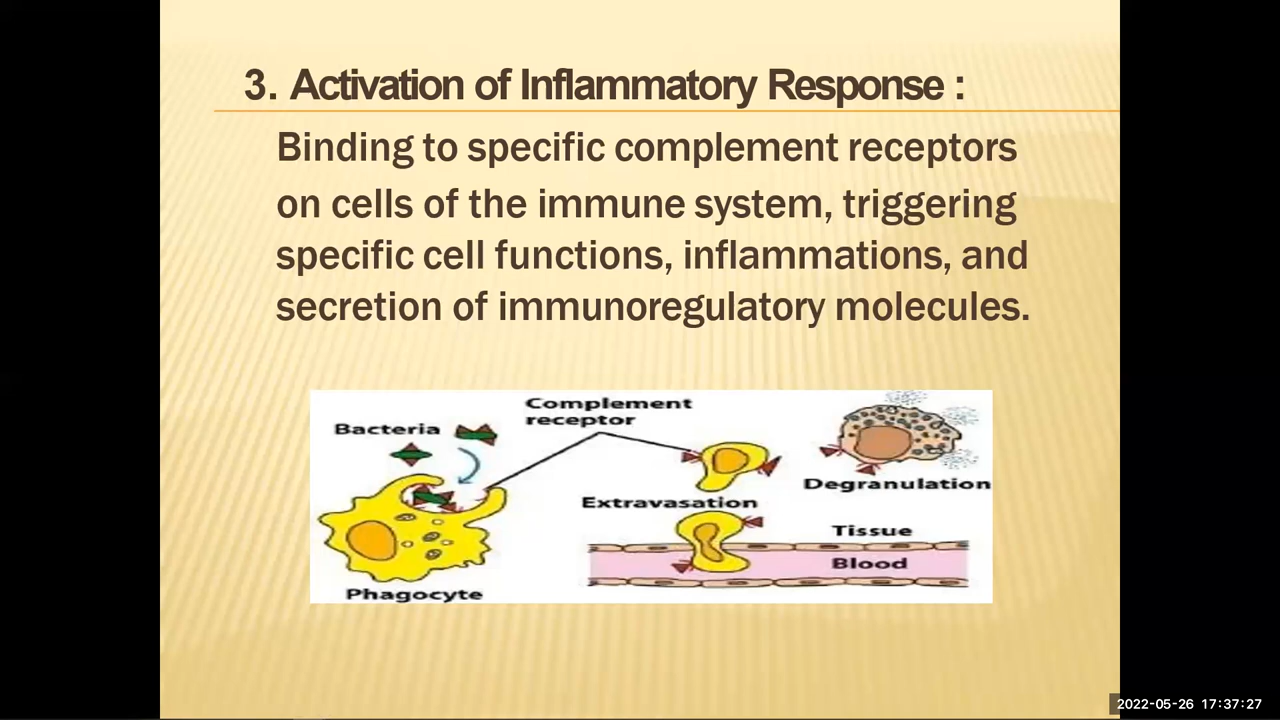 3. Activation of Inflammatory Response :
Binding to specific complement receptors
on cells of the immune system, triggering
specific cell functions, inflammations, and
secretion of immunoregulatory molecules.
Complement
receptor
Bacteria
Degranulation
Extravasation
Tissue
Blood
Phagocyte
2022-05-26 17:37:27